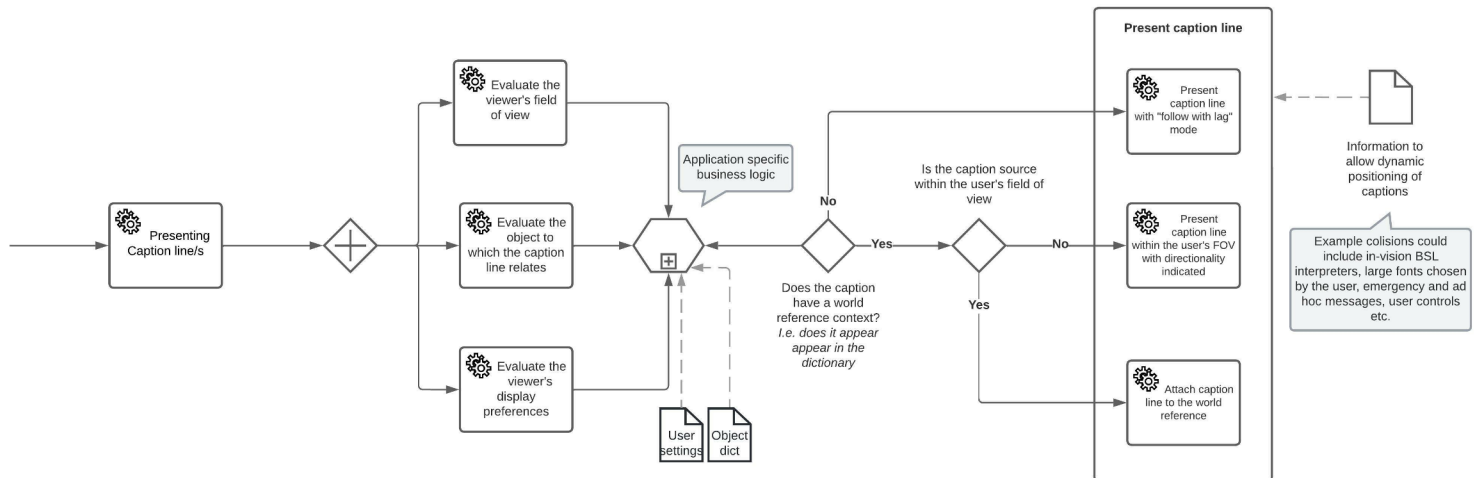 Presenting
Caption line/s
Evaluate the
viewer's field
of view
Evaluate the
object to
which the caption
line relates
Evaluate the
viewer's
display
preferences
Application specific
business logic
User
settings
Object
dict
No
Yes
Does the caption
have a world
reference context?
I.e. does it appear
appear in the
dictionary
Is the caption source
within the user's field of
view
No
Yes
Present caption line
Present
caption line
with "follow with lag"
mode
Present
caption line
within the user's FOV
with directionality
indicated
Attach caption
line to the world
reference
Information to
allow dynamic
positioning of
captions
Example colisions could
include in-vision BSL
interpreters, large fonts chosen
by the user, emergency and ad
hoc messages, user controls
etc.